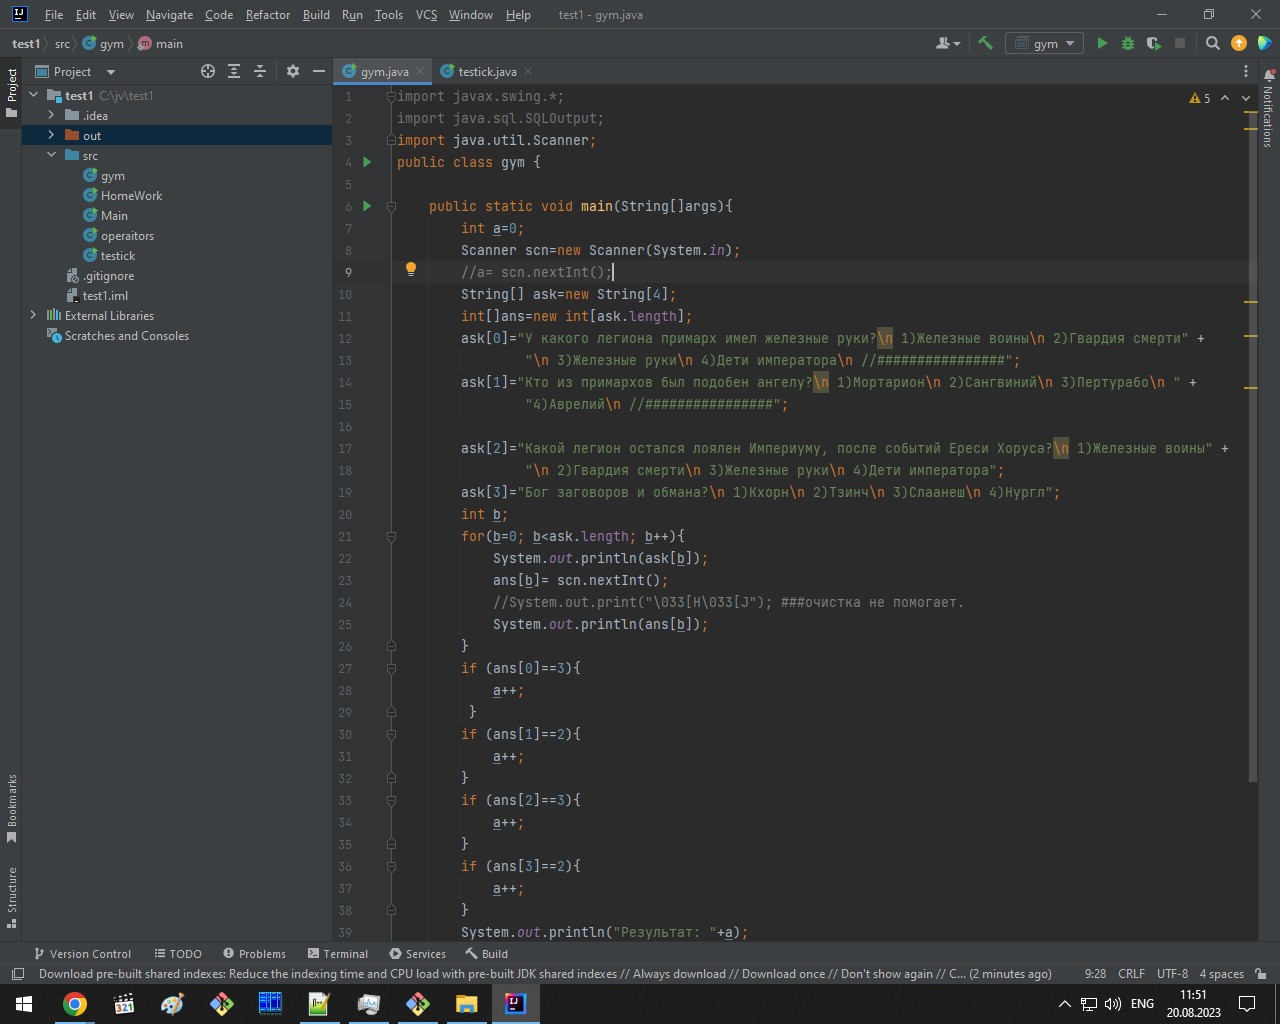 File Edit View Navigate Code Refactor Build Run Tools VCS Window Help test1 - gym.java
test1 src gym main
gym
Project
gym.java
testick.java
Project
Notifications
test1 C:\jv\test1
.idea
out
src
gym
HomeWork
Main
operaitors
testick
.gitignore
test1.iml
External Libraries
Scratches and Consoles
5
1 import javax.swing.*;
2 import java.sql.SQLOutput;
3 import java.util.Scanner;
4 public class gym {
5
6 public static void main(String[]args){
7 int a=0;
8 Scanner scn=new Scanner(System.in);
9 //a= scn.nextInt();
10 String[] ask=new String[4];
11 int[]ans=new int[ask.length];
12 ask[0]="У какого легиона примарх имел железные руки?\n 1)Железные воины\n 2)Гвардия смерти" +
13 "\n 3)Железные руки\n 4)Дети императора\n //################";
14 ask[1]="Кто из примархов был подобен ангелу?\n 1)Мортарион\n 2)Сангвиний\n 3)Пертурабо\n " +
15 "4)Аврелий\n //################";
16
17 ask[2]="Какой легион остался лоялен Империуму, после событий Ереси Хоруса?\n 1)Железные воины" +
18 "\n 2)Гвардия смерти\n 3)Железные руки\n 4)Дети императора";
19 ask[3]="Бог заговоров и обмана?\n 1)Кхорн\n 2)Тзинч\n 3)Слаанеш\n 4)Нургл";
20 int b;
21 for(b=0; b<ask.length; b++){
22 System.out.println(ask[b]);
23 ans[b]= scn.nextInt();
24 //System.out.print("\033[H\033[J"); ###очистка не помогает.
25 System.out.println(ans[b]);
26 }
27 if (ans[0]==3){
28 a++;
29 }
30 if (ans[1]==2){
31 a++;
32 }
33 if (ans[2]==3){
34 a++;
35 }
36 if (ans[3]==2){
37 a++;
38 }
39 System.out.println("Результат: "+a);
Bookmarks
Structure
Version Control TODO Problems Terminal Services Build
Download pre-built shared indexes: Reduce the indexing time and CPU load with pre-built JDK shared indexes // Always download // Download once // Don't show again // C... (2 minutes ago) 9:28 CRLF UTF-8 4 spaces
321
ENG
11:51
20.08.2023